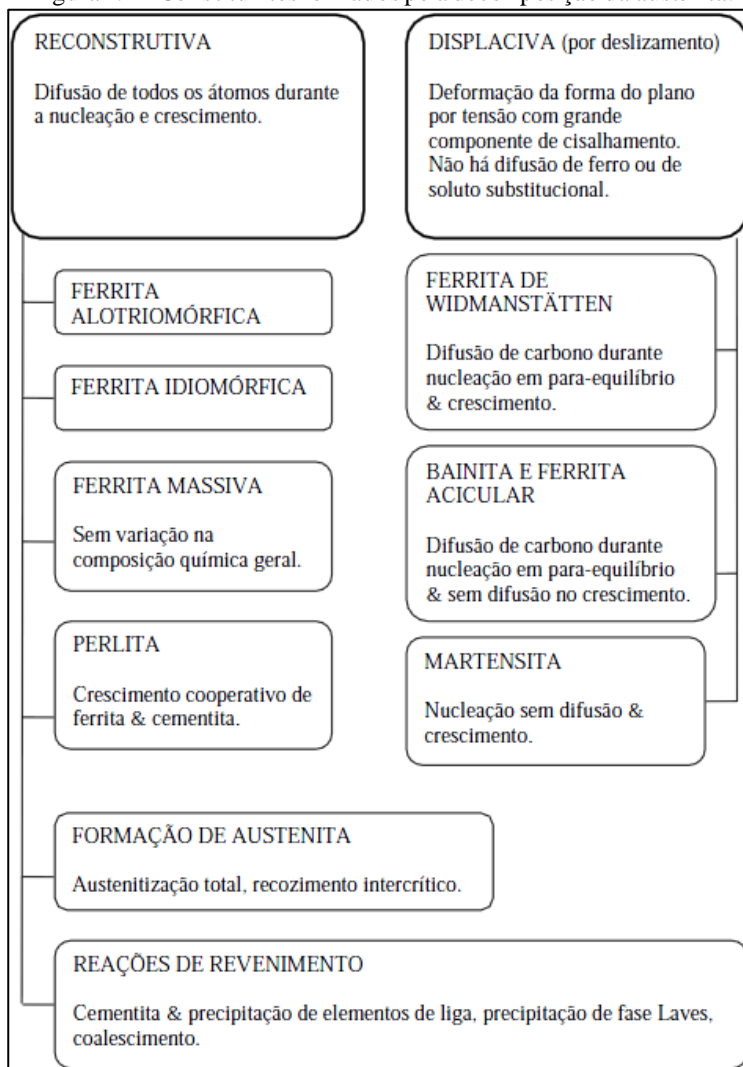 RECONSTRUTIVA
Difusão de todos os átomos durante
a nucleação e crescimento.
DISPLACIVA (por deslizamento)
Deformação da forma do plano
por tensão com grande
componente de cisalhamento.
Não há difusão de ferro ou de
soluto substitucional.
FERRITA
ALOTRIOMÓRFICA
FERRITA IDIOMÓRFICA
FERRITA MASSIVA
Sem variação na
composição química geral.
PERLITA
Crescimento cooperativo de
ferrita & cementita.
FERRITA DE
WIDMANSTÄTTEN
Difusão de carbono durante
nucleação em para-equilíbrio
& crescimento.
BAINITA E FERRITA
ACICULAR
Difusão de carbono durante
nucleação em para-equilíbrio
& sem difusão no crescimento.
MARTENSITA
Nucleação sem difusão &
crescimento.
FORMAÇÃO DE AUSTENITA
Austenitização total, recozimento intercrítico.
REAÇÕES DE REVENIMENTO
Cementita & precipitação de elementos de liga, precipitação de fase Laves,
coalescimento.